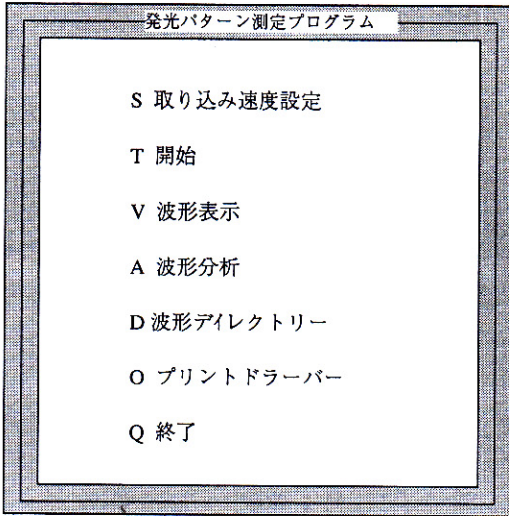 発光パターン測定プログラム
S 取り込み速度設定
T 開始
V 波形表示
A 波形分析
D 波形ディレクトリー
O プリントドラーバー
Q 終了